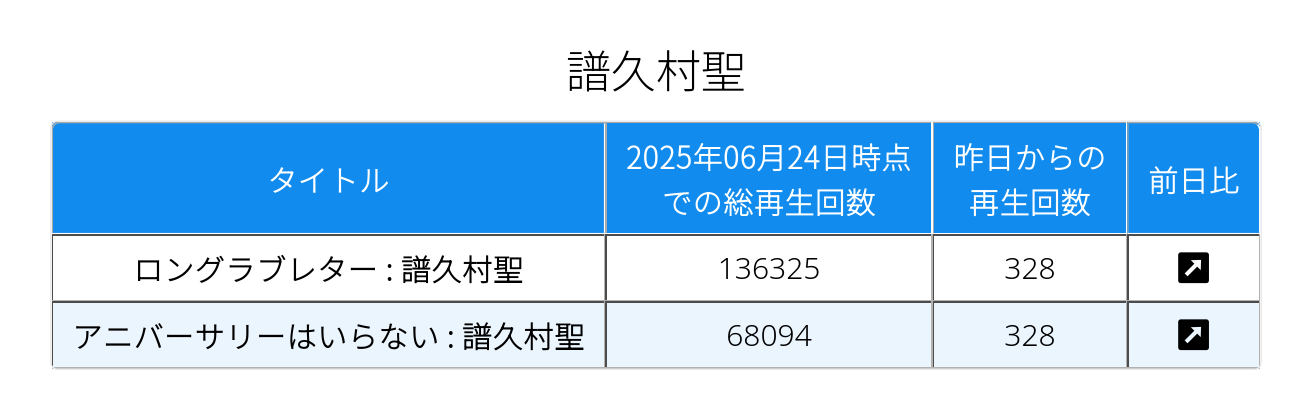 譜久村聖
タイトル
2025年06月24日時点
での総再生回数
昨日からの
再生回数
前日比
ロングラブレター : 譜久村聖
136325
328
アニバーサリーはいらない : 譜久村聖
68094
328